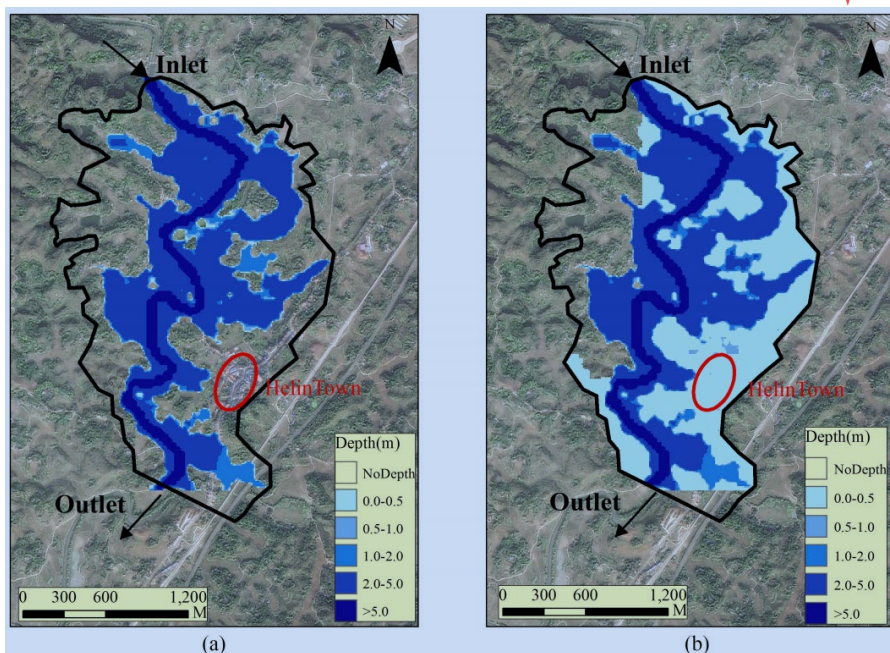 N
Inlet
HelinTown
Depth(m)
NoDepth
0.0-0.5
0.5-1.0
1.0-2.0
2.0-5.0
>5.0
Outlet
0 300 600 1,200
M
(a)
N
Inlet
HelinTown
Depth(m)
NoDepth
0.0-0.5
0.5-1.0
1.0-2.0
2.0-5.0
>5.0
Outlet
0 300 600 1,200
M
(b)